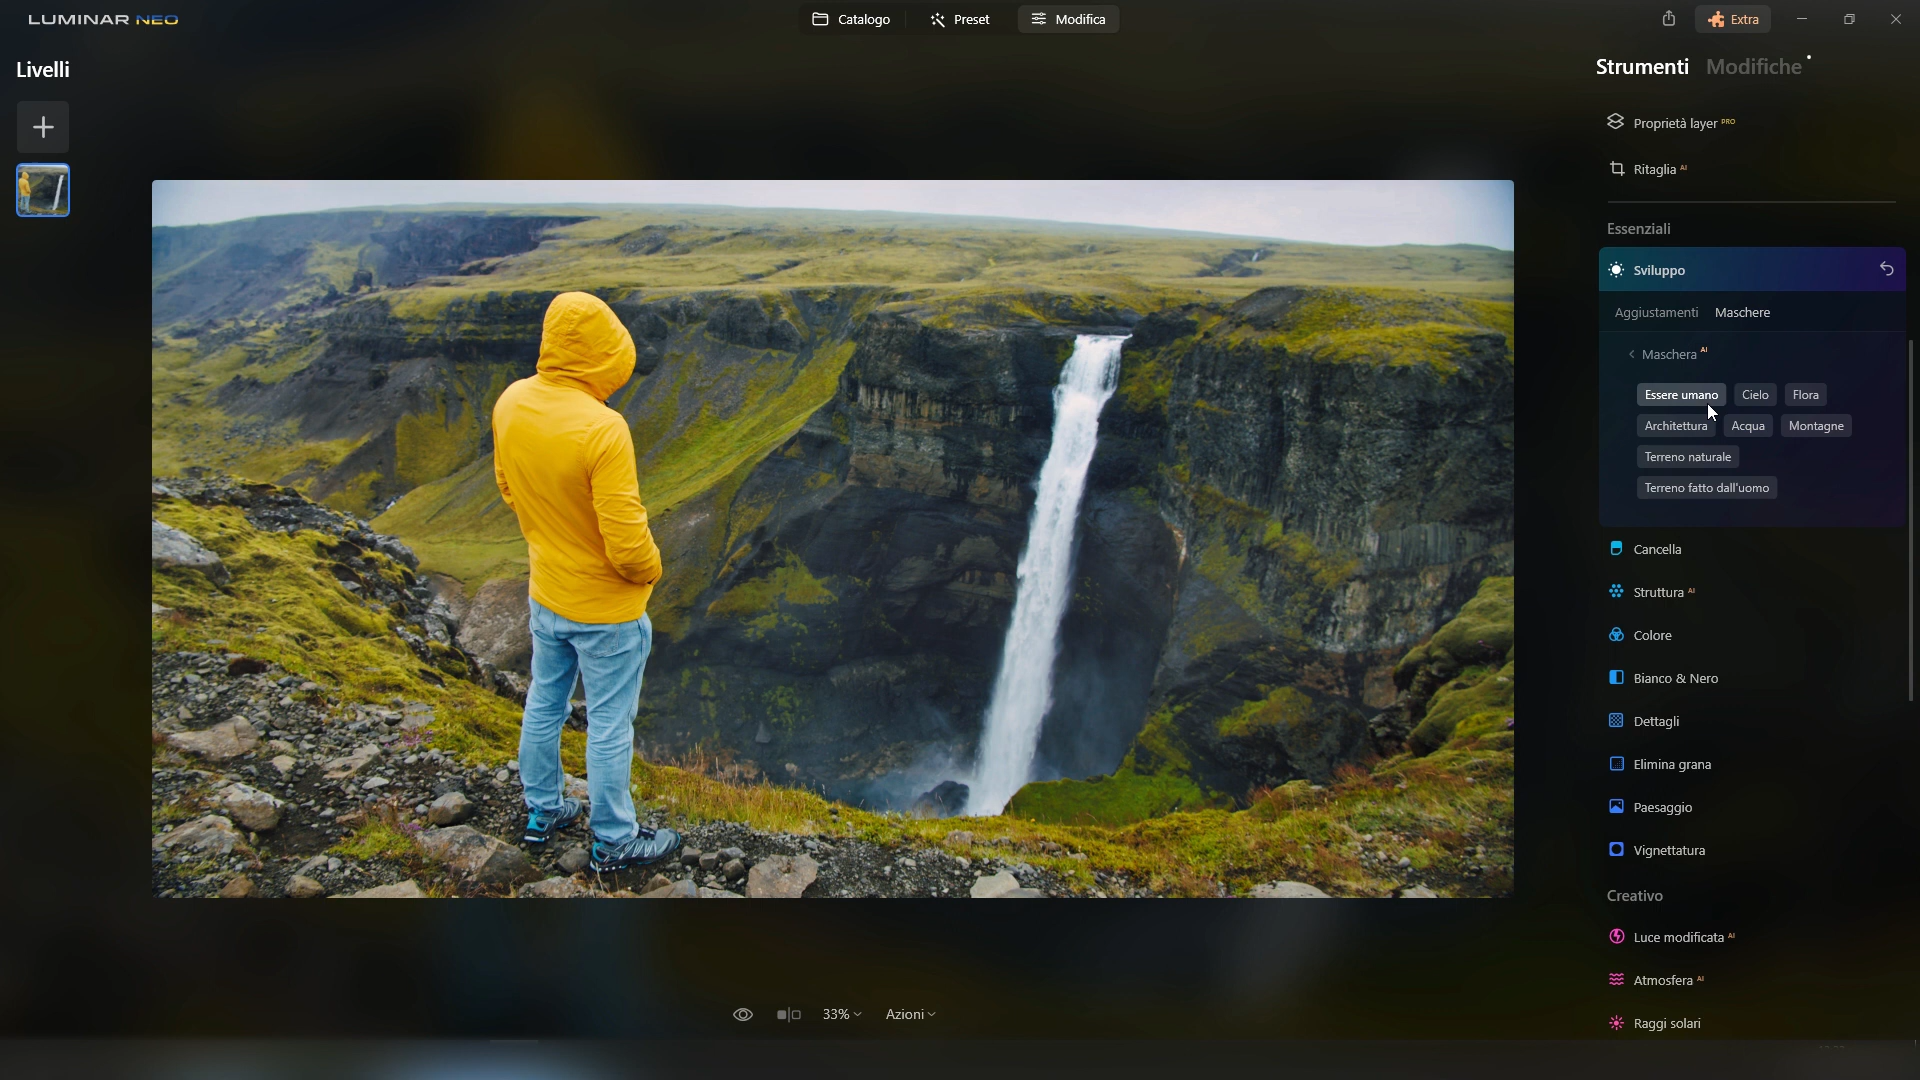 LUMINAR NEO
Catalogo
Preset
Modifica
Extra
Livelli
Strumenti Modifiche
Proprietà layer PRO
Ritaglia AI
Essenziali
Sviluppo
Aggiustamenti Maschere
Maschera AI
Essere umano Cielo Flora
Architettura Acqua Montagne
Terreno naturale
Terreno fatto dall'uomo
Cancella
Struttura AI
Colore
Bianco & Nero
Dettagli
Elimina grana
Paesaggio
Vignettatura
Creativo
Luce modificata AI
Atmosfera AI
Raggi solari
33% Azioni